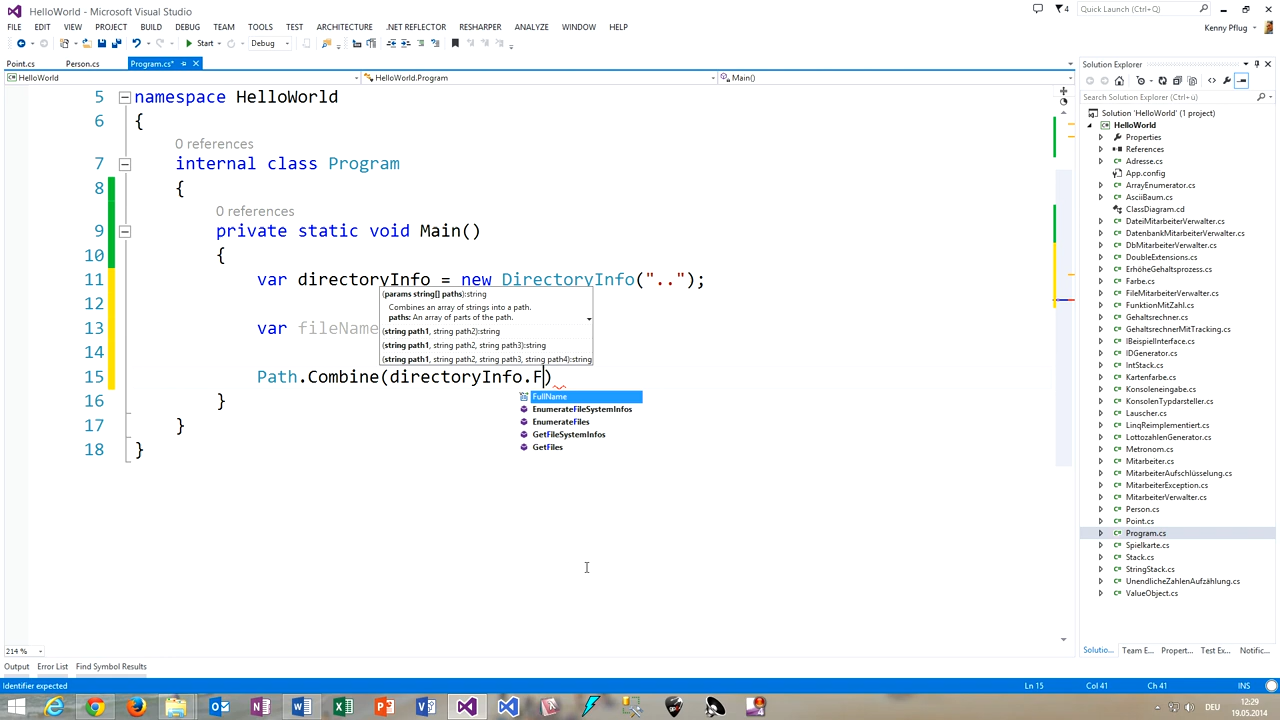 HelloWorld - Microsoft Visual Studio
Quick Launch (Ctrl+Q)
4
FILE EDIT VIEW PROJECT BUILD DEBUG TEAM TOOLS TEST ARCHITECTURE .NET REFLECTOR RESHARPER ANALYZE WINDOW HELP
Kenny Pflug
Start Debug
Point.cs Person.cs Program.cs*
HelloWorld HelloWorld.Program Main()
5 namespace HelloWorld
6 {
0 references
7 internal class Program
8 {
0 references
9 private static void Main()
10 {
11 var directoryInfo = new DirectoryInfo("..");
12
13 var fileName
14
15 Path.Combine(directoryInfo.F)
16 }
17 }
18 }
(params string[] paths):string
Combines an array of strings into a path.
paths: An array of parts of the path.
(string path1, string path2):string
(string path1, string path2, string path3):string
(string path1, string path2, string path3, string path4):string
FullName
EnumerateFileSystemInfos
EnumerateFiles
GetFileSystemInfos
GetFiles
Solution Explorer
Search Solution Explorer (Ctrl+ü)
Solution 'HelloWorld' (1 project)
HelloWorld
Properties
References
Adresse.cs
App.config
ArrayEnumerator.cs
AsciiBaum.cs
ClassDiagram.cd
DateiMitarbeiterVerwalter.cs
DatenbankMitarbeiterVerwalter.cs
DbMitarbeiterVerwalter.cs
DoubleExtensions.cs
ErhöheGehaltsprozess.cs
Farbe.cs
FileMitarbeiterVerwalter.cs
FunktionMitZahl.cs
Gehaltsrechner.cs
GehaltsrechnerMitTracking.cs
IBeispielInterface.cs
IDGenerator.cs
IntStack.cs
Kartenfarbe.cs
Konsoleneingabe.cs
KonsolenTypdarsteller.cs
Lauscher.cs
LinqReimplementiert.cs
LottozahlenGenerator.cs
Metronom.cs
Mitarbeiter.cs
MitarbeiterAufschlüsselung.cs
MitarbeiterException.cs
MitarbeiterVerwalter.cs
Person.cs
Point.cs
Program.cs
Spielkarte.cs
Stack.cs
StringStack.cs
UnendlicheZahlenAufzählung.cs
ValueObject.cs
214 %
Solutio... Team E... Propert... Test Ex... Notific...
Output Error List Find Symbol Results
Identifier expected Ln 15 Col 41 Ch 41 INS
DEU
12:29
19.05.2014